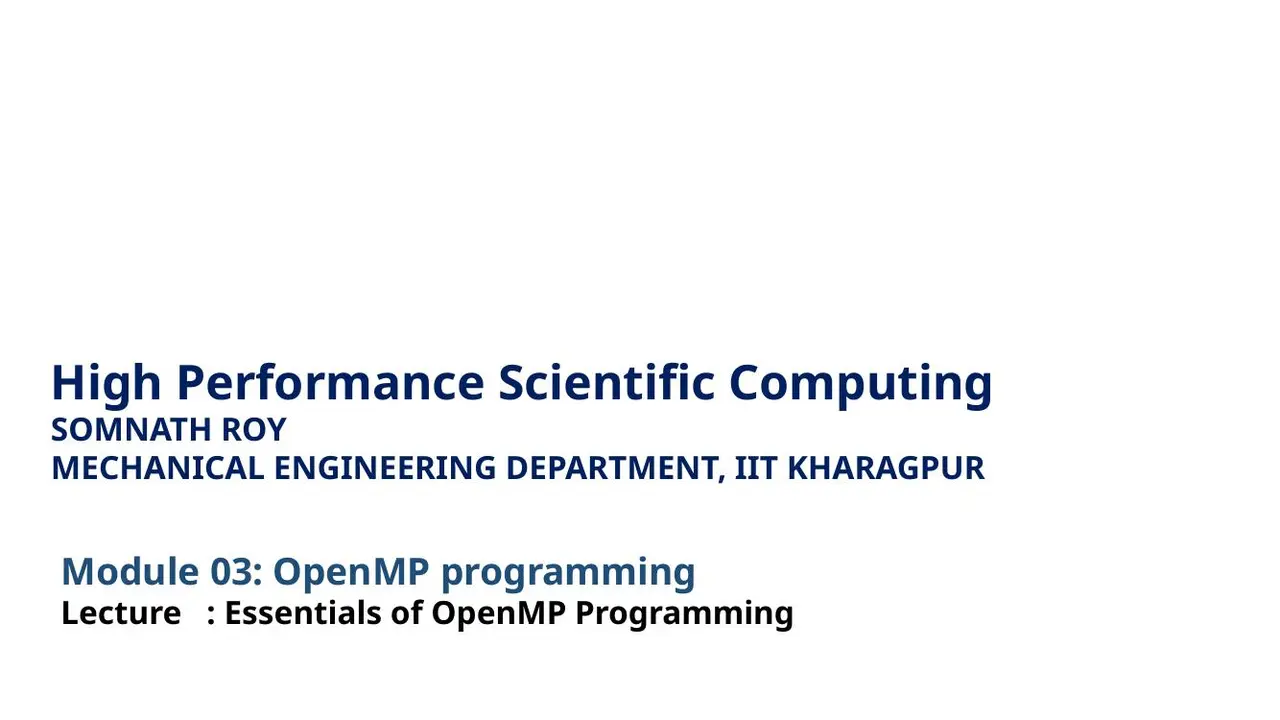 High Performance Scientific Computing
SOMNATH ROY
MECHANICAL ENGINEERING DEPARTMENT, IIT KHARAGPUR
Module 03: OpenMP programming
Lecture : Essentials of OpenMP Programming